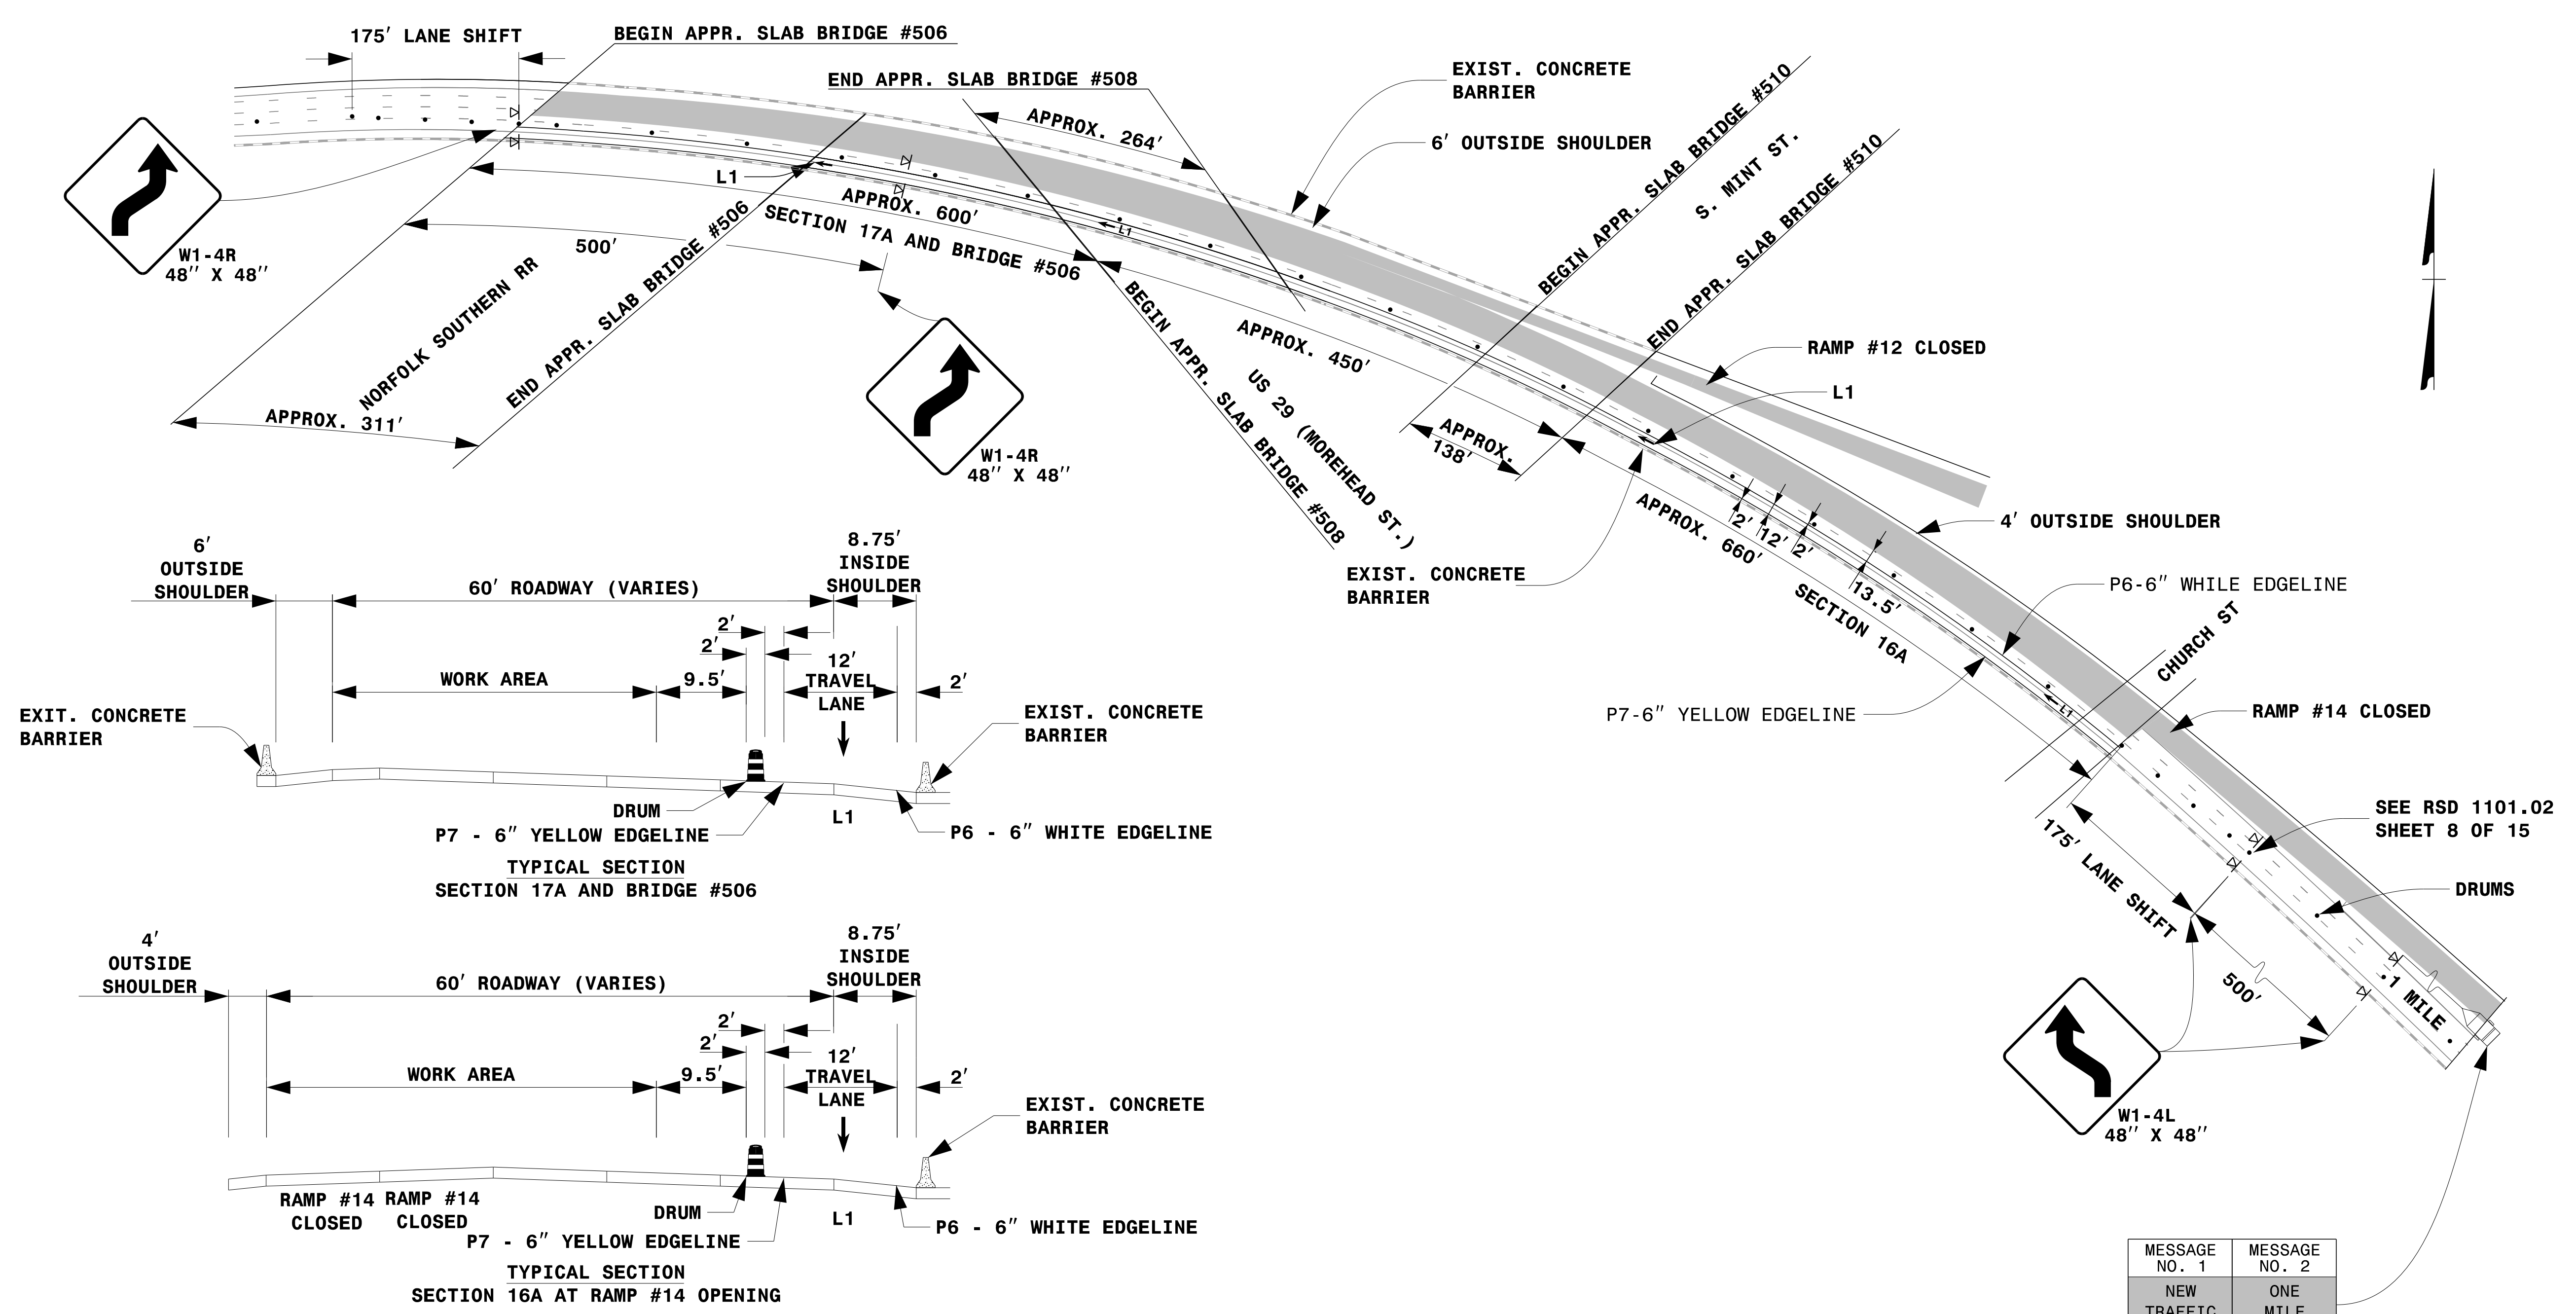 175′ LANE SHIFT
BEGIN APPR. SLAB BRIDGE #506
END APPR. SLAB BRIDGE #508
APPROX. 264′
EXIST. CONCRETE
BARRIER
6′ OUTSIDE SHOULDER
BEGIN APPR. SLAB BRIDGE #510
S. MINT ST.
END APPR. SLAB BRIDGE #510
W1-4R
48″ X 48″
L1
APPROX. 600′
SECTION 17A AND BRIDGE #506
500′
NORFOLK SOUTHERN RR
END APPR. SLAB BRIDGE #506
APPROX. 311′
W1-4R
48″ X 48″
L1
BEGIN APPR. SLAB BRIDGE #508
APPROX. 450′
US 29 (MOREHEAD ST.)
RAMP #12 CLOSED
L1
APPROX.
138′
EXIST. CONCRETE
BARRIER
APPROX. 660′
SECTION 16A
2′
12′
2′
13.5′
4′ OUTSIDE SHOULDER
P6-6″ WHILE EDGELINE
CHURCH ST
P7-6″ YELLOW EDGELINE
L1
RAMP #14 CLOSED
SEE RSD 1101.02
SHEET 8 OF 15
175′ LANE SHIFT
DRUMS
500′
1 MILE
W1-4L
48″ X 48″
MESSAGE
NO. 1
MESSAGE
NO. 2
NEW
TRAFFIC
ONE
MILE
6′
OUTSIDE
SHOULDER
60′ ROADWAY (VARIES)
8.75′
INSIDE
SHOULDER
2′
2′
WORK AREA
9.5′
12′
TRAVEL
LANE
2′
EXIT. CONCRETE
BARRIER
EXIST. CONCRETE
BARRIER
DRUM
L1
P7 - 6″ YELLOW EDGELINE
P6 - 6″ WHITE EDGELINE
TYPICAL SECTION
SECTION 17A AND BRIDGE #506
4′
OUTSIDE
SHOULDER
60′ ROADWAY (VARIES)
8.75′
INSIDE
SHOULDER
2′
2′
WORK AREA
9.5′
12′
TRAVEL
LANE
2′
EXIST. CONCRETE
BARRIER
RAMP #14
CLOSED
RAMP #14
CLOSED
DRUM
L1
P6 - 6″ WHITE EDGELINE
P7 - 6″ YELLOW EDGELINE
TYPICAL SECTION
SECTION 16A AT RAMP #14 OPENING